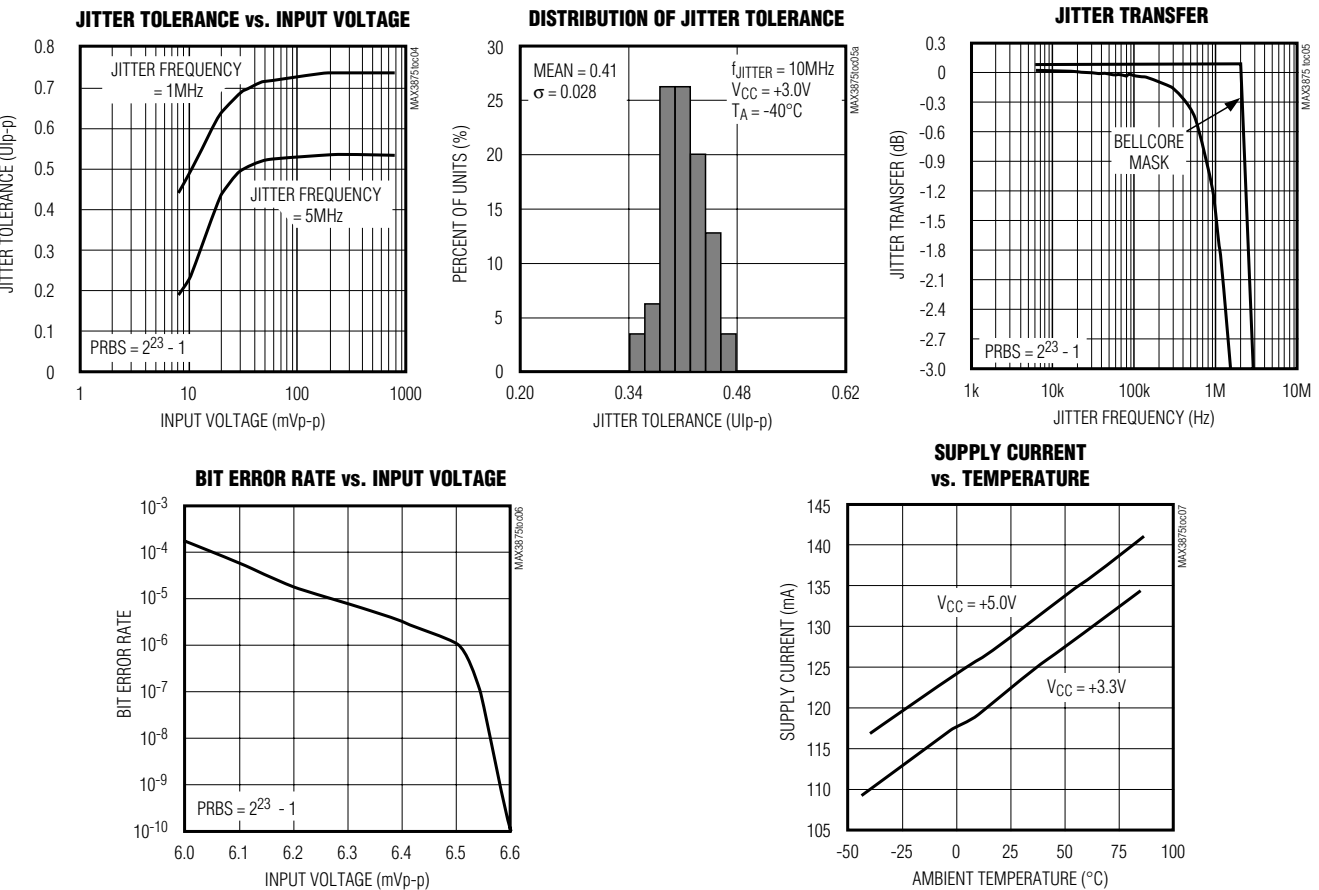 JITTER TOLERANCE vs. INPUT VOLTAGE
JITTER TOLERANCE (UIp-p)
0.8
0.7
0.6
0.5
0.4
0.3
0.2
0.1
0
JITTER FREQUENCY
= 1MHz
JITTER FREQUENCY
= 5MHz
PRBS = 2²³ - 1
MAX3875toc04
1 10 100 1000
INPUT VOLTAGE (mVp-p)
DISTRIBUTION OF JITTER TOLERANCE
PERCENT OF UNITS (%)
30
25
20
15
10
5
0
MEAN = 0.41
σ = 0.028
fJITTER = 10MHz
VCC = +3.0V
TA = -40°C
MAX3875toc05a
0.20 0.34 0.48 0.62
JITTER TOLERANCE (UIp-p)
JITTER TRANSFER
JITTER TRANSFER (dB)
0.3
0
-0.3
-0.6
-0.9
-1.2
-1.5
-1.8
-2.1
-2.4
-2.7
-3.0
BELLCORE
MASK
PRBS = 2²³ - 1
MAX3875 toc05
1k 10k 100k 1M 10M
JITTER FREQUENCY (Hz)
BIT ERROR RATE vs. INPUT VOLTAGE
BIT ERROR RATE
10⁻³
10⁻⁴
10⁻⁵
10⁻⁶
10⁻⁷
10⁻⁸
10⁻⁹
10⁻¹⁰
PRBS = 2²³ - 1
MAX3875toc06
6.0 6.1 6.2 6.3 6.4 6.5 6.6
INPUT VOLTAGE (mVp-p)
SUPPLY CURRENT
vs. TEMPERATURE
SUPPLY CURRENT (mA)
145
140
135
130
125
120
115
110
105
VCC = +5.0V
VCC = +3.3V
MAX3875toc07
-50 -25 0 25 50 75 100
AMBIENT TEMPERATURE (°C)